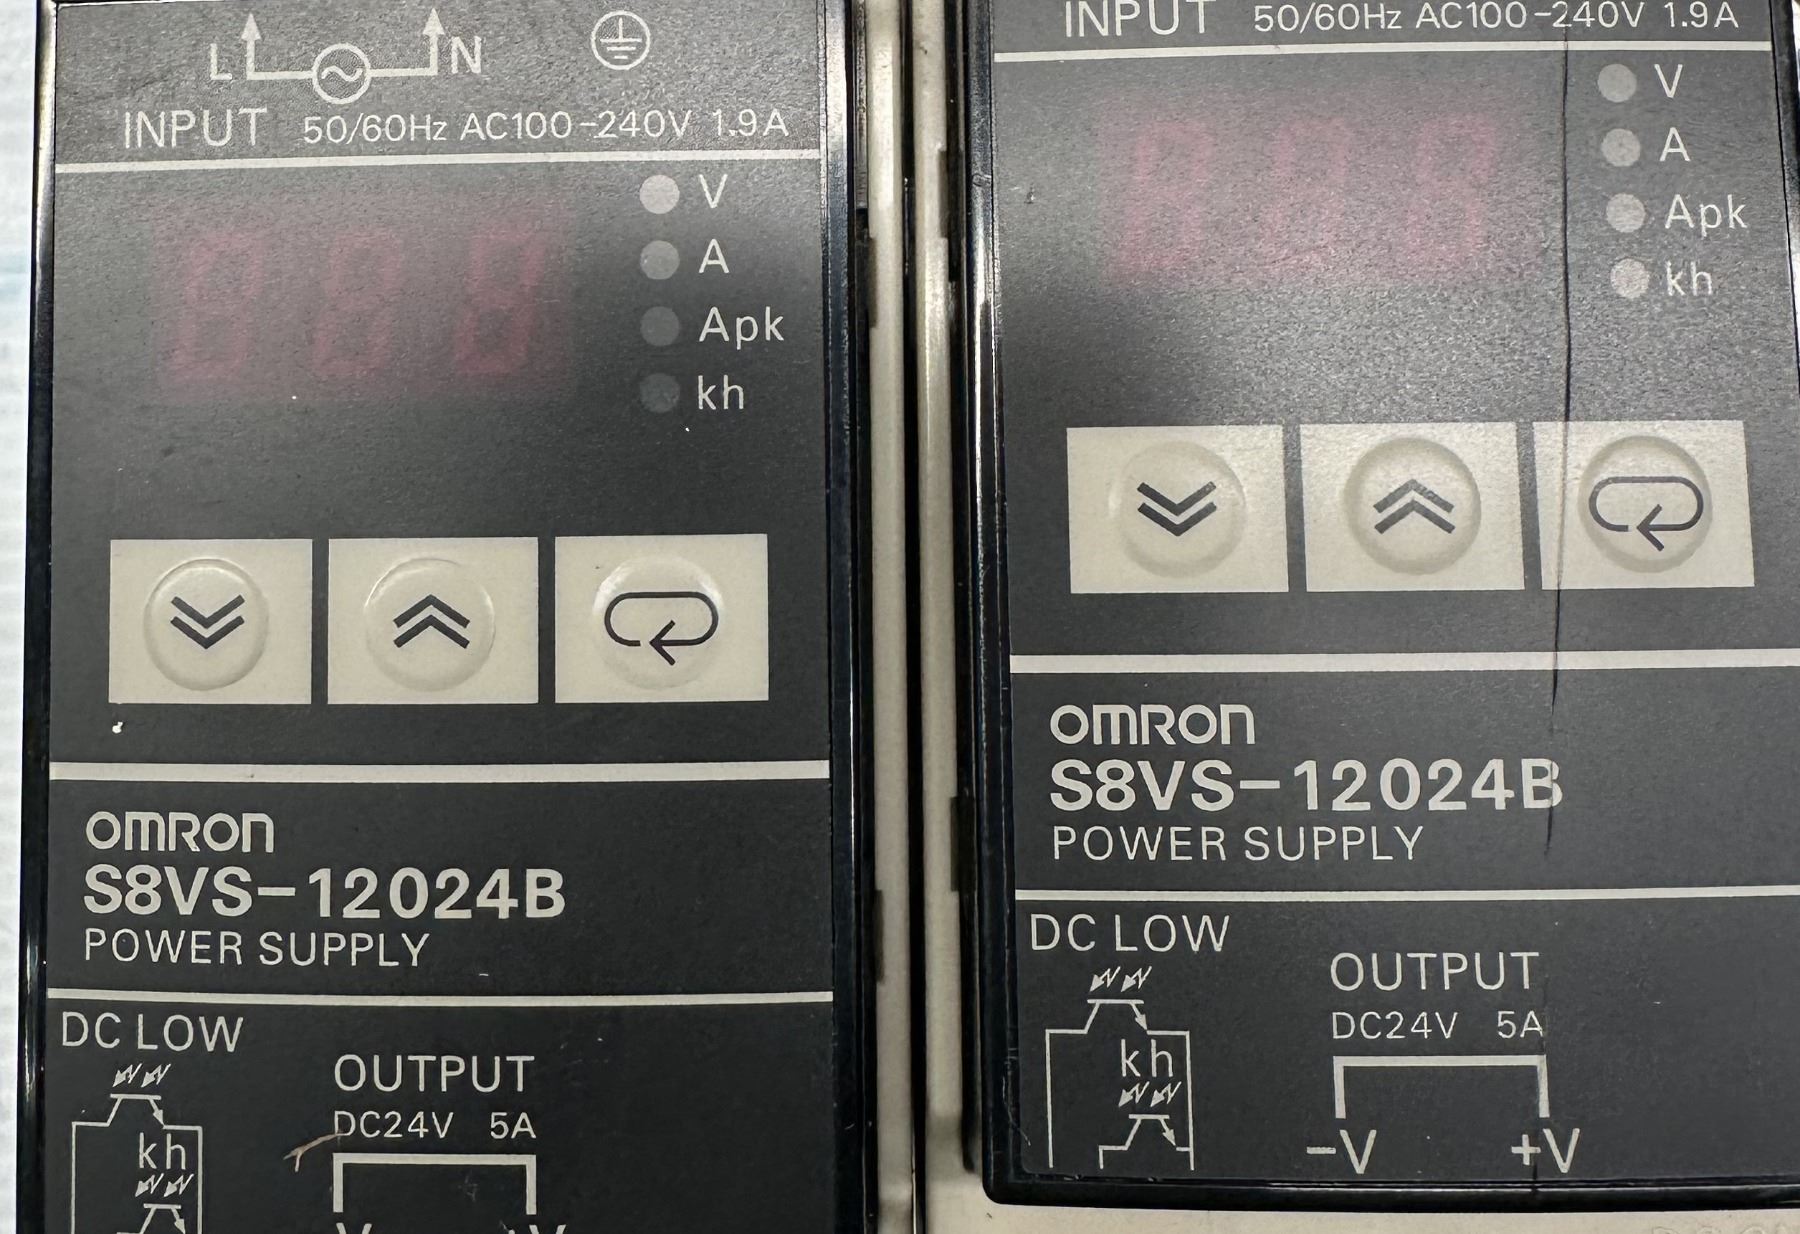 L N
INPUT 50/60Hz AC100-240V 1.9A
V
A
Apk
kh
OMRON
S8VS-12024B
POWER SUPPLY
DC LOW
OUTPUT
DC24V 5A
kh
INPUT 50/60Hz AC100-240V 1.9A
V
A
Apk
kh
OMRON
S8VS-12024B
POWER SUPPLY
DC LOW
OUTPUT
DC24V 5A
kh
-V +V